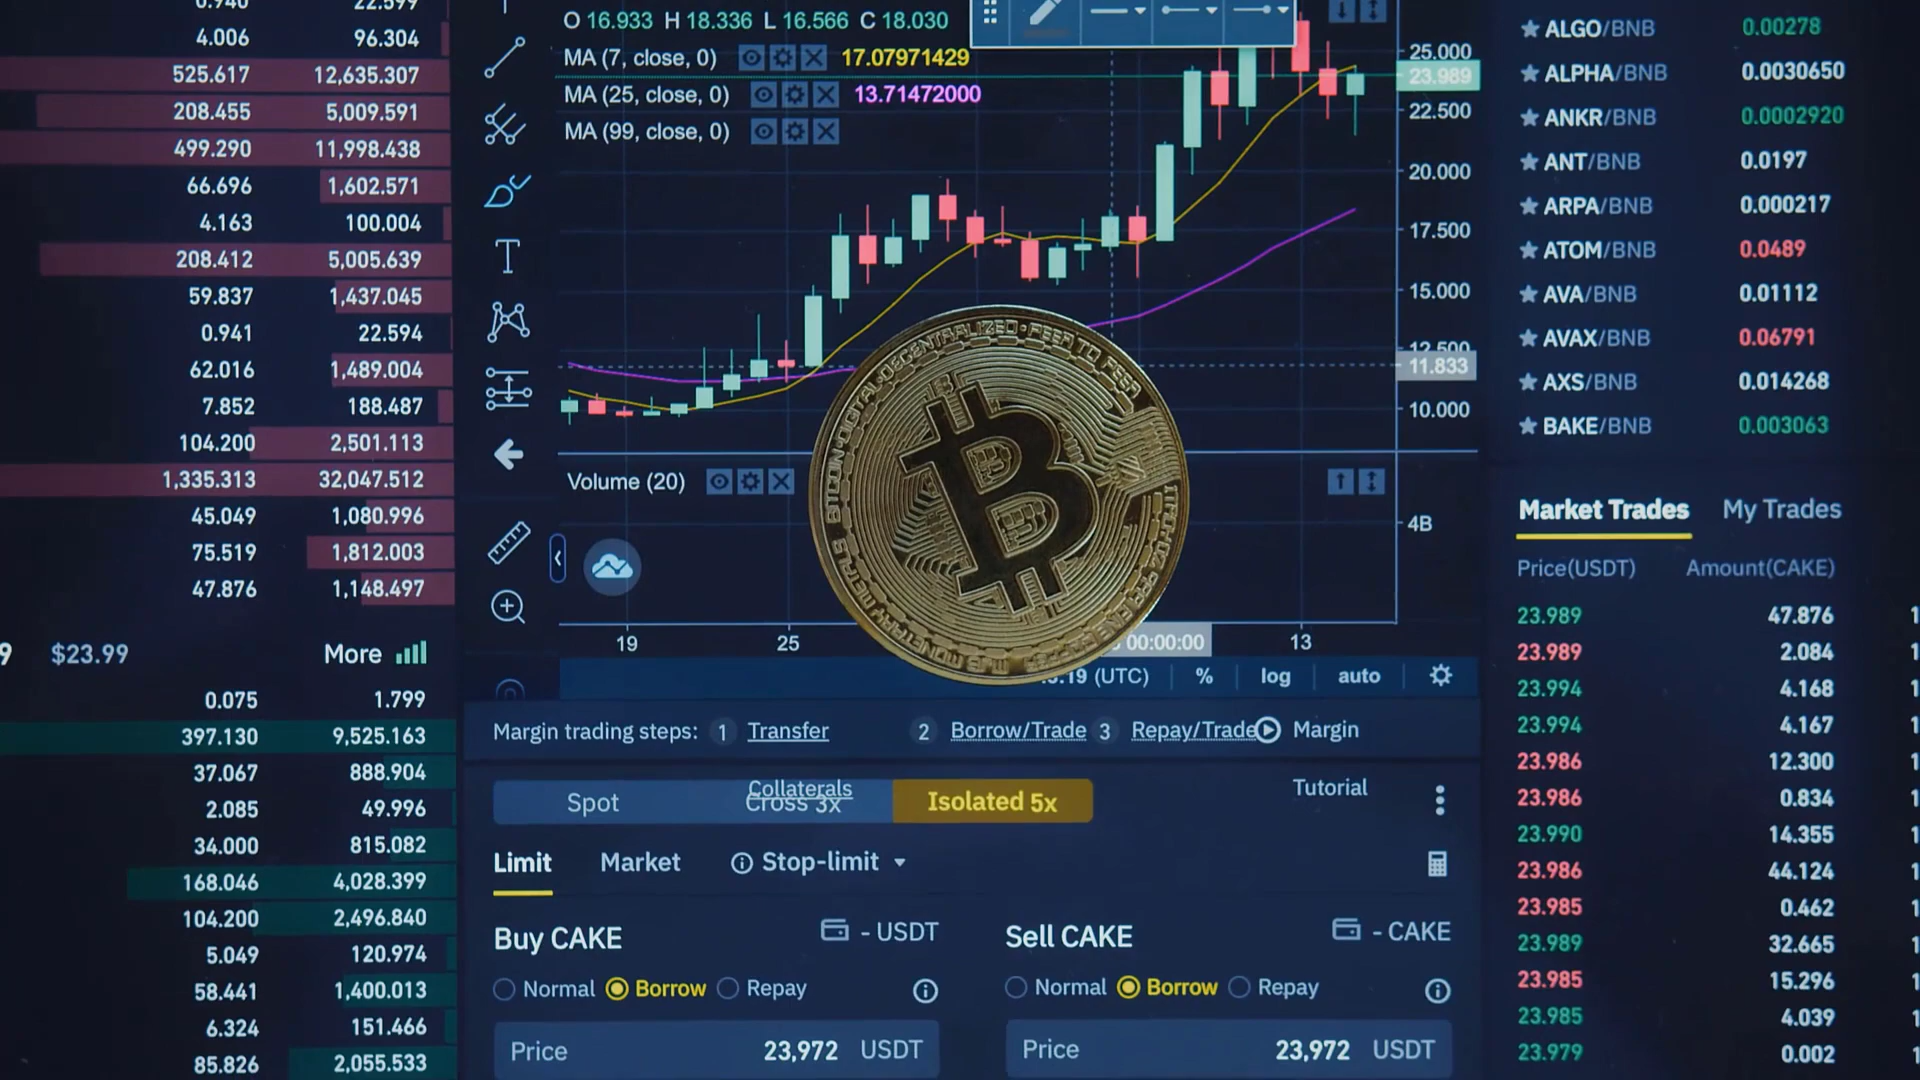 0.940 22.599
4.006 96.304
525.617 12,635.307
208.455 5,009.591
499.290 11,998.438
66.696 1,602.571
4.163 100.004
208.412 5,005.639
59.837 1,437.045
0.941 22.594
62.016 1,489.004
7.852 188.487
104.200 2,501.113
1,335.313 32,047.512
45.049 1,080.996
75.519 1,812.003
47.876 1,148.497
9 $23.99 More
0.075 1.799
397.130 9,525.163
37.067 888.904
2.085 49.996
34.000 815.082
168.046 4,028.399
104.200 2,496.840
5.049 120.974
58.441 1,400.013
6.324 151.466
85.826 2,055.533
O 16.933 H 18.336 L 16.566 C 18.030
MA (7, close, 0) 17.07971429
MA (25, close, 0) 13.71472000
MA (99, close, 0)
25.000
23.989
22.500
20.000
17.500
15.000
12.500
11.833
10.000
Volume (20)
4B
19 25 00:00:00 13
:19 (UTC) % log auto
BITCOIN·DIGITAL·DECENTRALIZED·PEER TO PEER
Margin trading steps: 1 Transfer 2 Borrow/Trade 3 Repay/Trade Margin
Collaterals Tutorial
Spot Cross 3x Isolated 5x
Limit Market Stop-limit
Buy CAKE - USDT
Normal Borrow Repay
Price 23,972 USDT
Sell CAKE - CAKE
Normal Borrow Repay
Price 23,972 USDT
ALGO/BNB 0.00278
ALPHA/BNB 0.0030650
ANKR/BNB 0.0002920
ANT/BNB 0.0197
ARPA/BNB 0.000217
ATOM/BNB 0.0489
AVA/BNB 0.01112
AVAX/BNB 0.06791
AXS/BNB 0.014268
BAKE/BNB 0.003063
Market Trades My Trades
Price(USDT) Amount(CAKE)
23.989 47.876
23.989 2.084
23.994 4.168
23.994 4.167
23.986 12.300
23.986 0.834
23.990 14.355
23.986 44.124
23.985 0.462
23.989 32.665
23.985 15.296
23.985 4.039
23.979 0.002